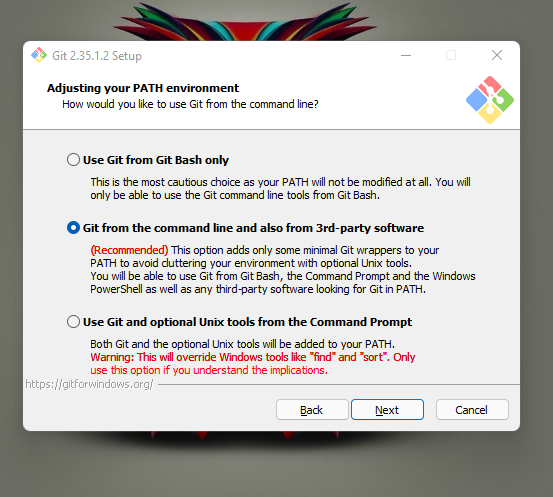 Git 2.35.1.2 Setup
Adjusting your PATH environment
How would you like to use Git from the command line?
Use Git from Git Bash only
This is the most cautious choice as your PATH will not be modified at all. You will
only be able to use the Git command line tools from Git Bash.
Git from the command line and also from 3rd-party software
(Recommended) This option adds only some minimal Git wrappers to your
PATH to avoid cluttering your environment with optional Unix tools.
You will be able to use Git from Git Bash, the Command Prompt and the Windows
PowerShell as well as any third-party software looking for Git in PATH.
Use Git and optional Unix tools from the Command Prompt
Both Git and the optional Unix tools will be added to your PATH.
Warning: This will override Windows tools like "find" and "sort". Only
use this option if you understand the implications.
https://gitforwindows.org/
Back Next Cancel